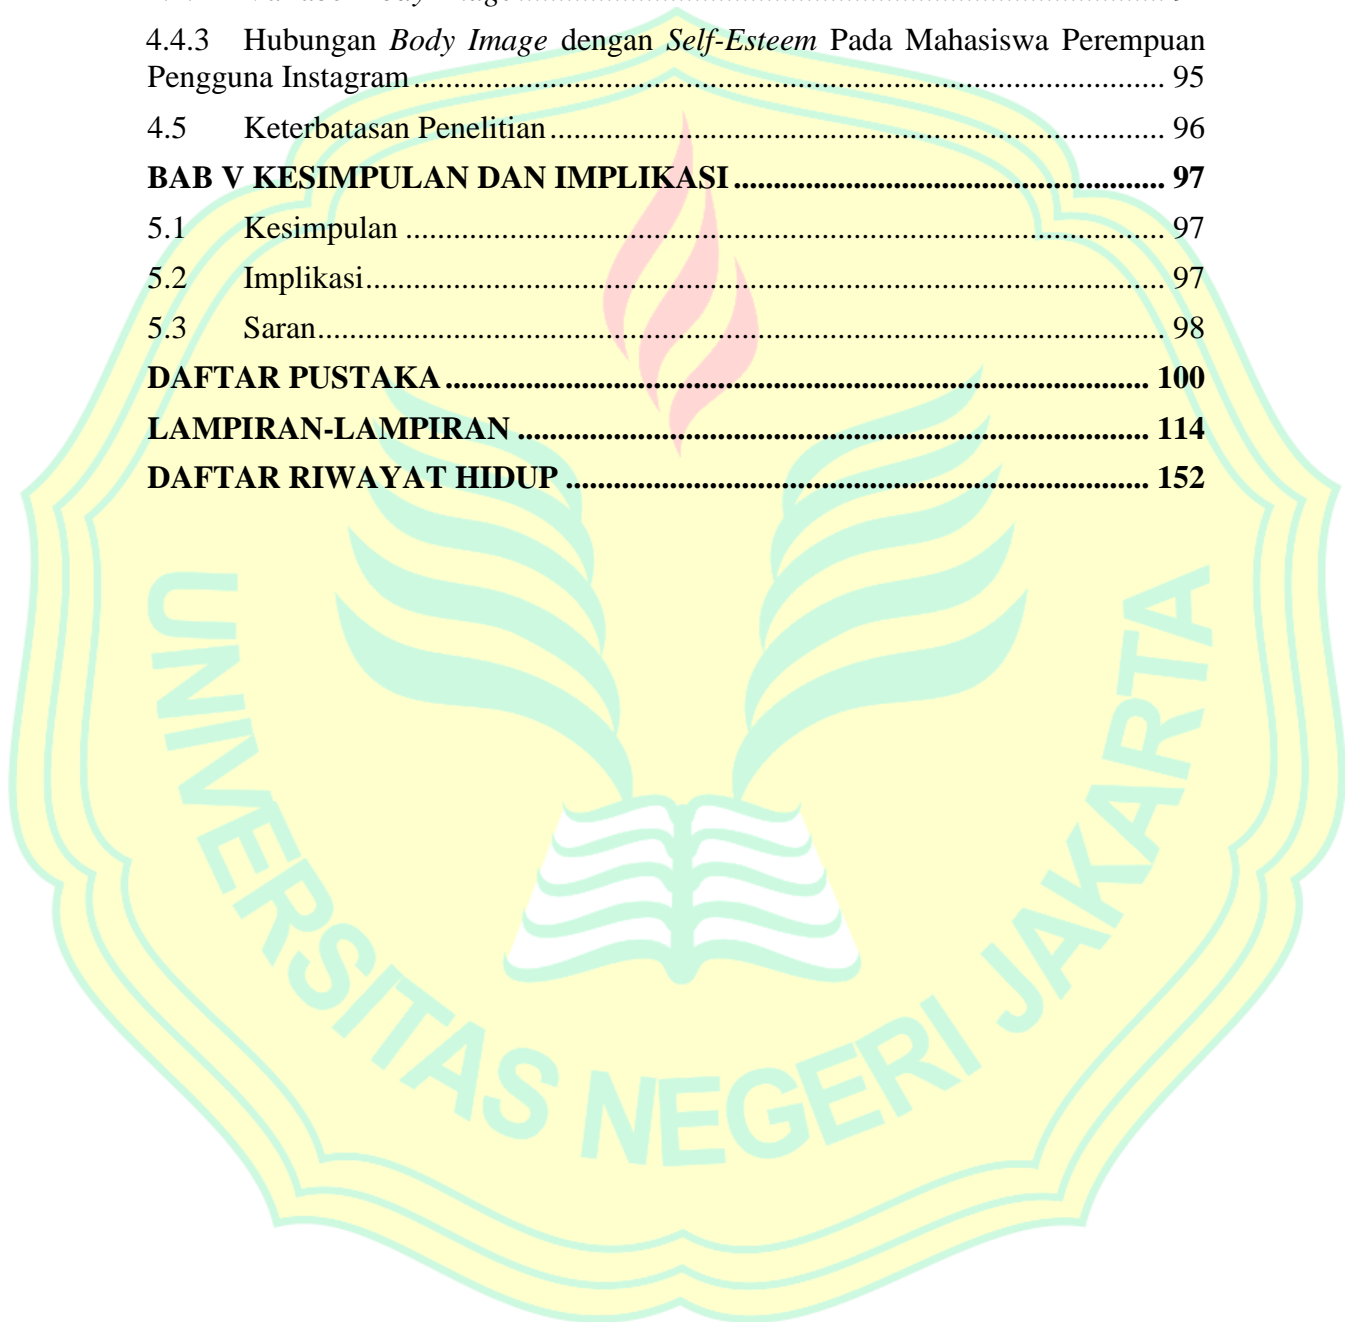 4.4.3 Hubungan Body Image dengan Self-Esteem Pada Mahasiswa Perempuan
Pengguna Instagram ........................................................................................... 95
4.5 Keterbatasan Penelitian ............................................................................. 96
BAB V KESIMPULAN DAN IMPLIKASI ..................................................... 97
5.1 Kesimpulan .............................................................................................. 97
5.2 Implikasi................................................................................................... 97
5.3 Saran......................................................................................................... 98
DAFTAR PUSTAKA ....................................................................................... 100
LAMPIRAN-LAMPIRAN .............................................................................. 114
DAFTAR RIWAYAT HIDUP ........................................................................ 152
UNIVERSITAS NEGERI JAKARTA